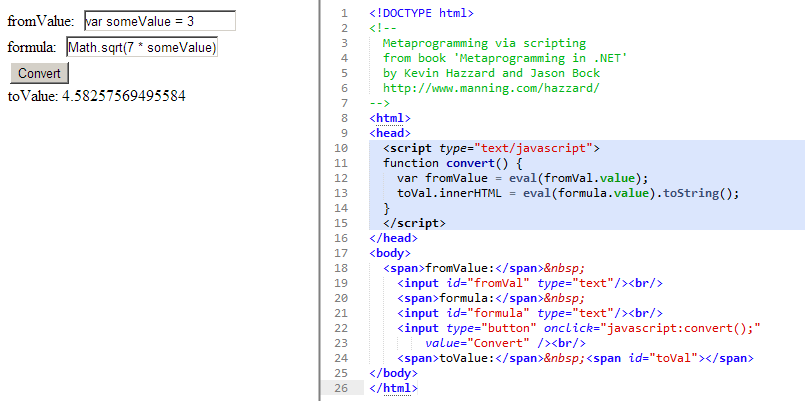 fromValue: var someValue = 3
formula: Math.sqrt(7 * someValue)
Convert
toValue: 4.58257569495584
1 <!DOCTYPE html>
2 <!--
3   Metaprogramming via scripting
4   from book 'Metaprogramming in .NET'
5   by Kevin Hazzard and Jason Bock
6   http://www.manning.com/hazzard/
7 -->
8 <html>
9 <head>
10   <script type="text/javascript">
11   function convert() {
12     var fromValue = eval(fromVal.value);
13     toVal.innerHTML = eval(formula.value).toString();
14   }
15   </script>
16 </head>
17 <body>
18   <span>fromValue:</span>&nbsp;
19     <input id="fromVal" type="text"/><br/>
20     <span>formula:</span>&nbsp;
21     <input id="formula" type="text"/><br/>
22     <input type="button" onclick="javascript:convert();"
23         value="Convert" /><br/>
24     <span>toValue:</span>&nbsp;<span id="toVal"></span>
25 </body>
26 </html>